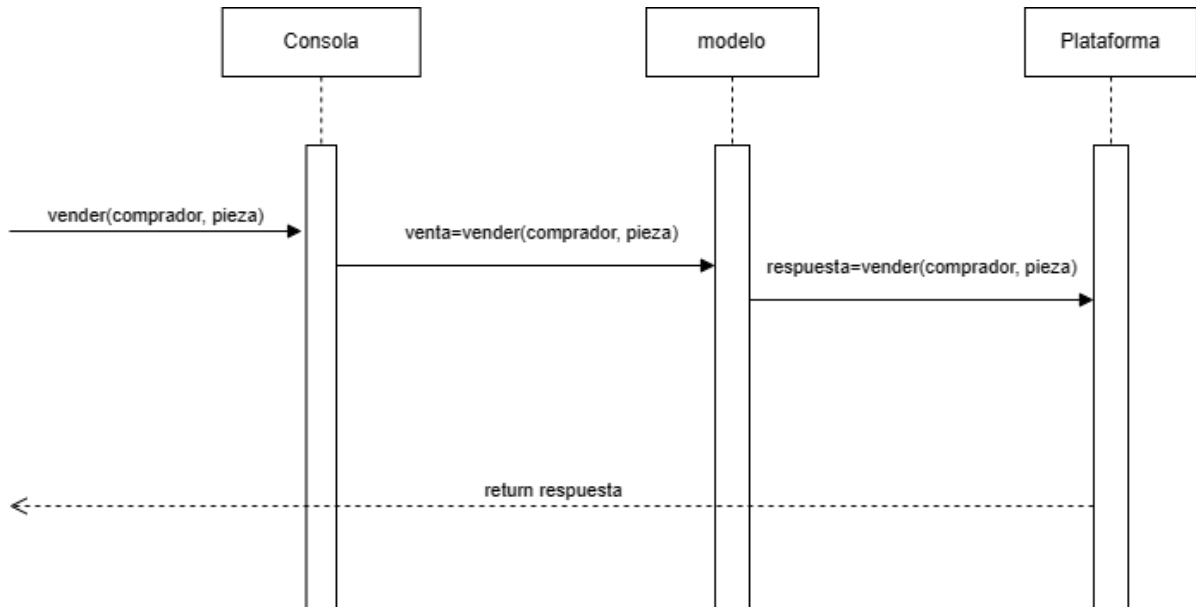 Consola
modelo
Plataforma
vender(comprador, pieza)
venta=vender(comprador, pieza)
respuesta=vender(comprador, pieza)
return respuesta